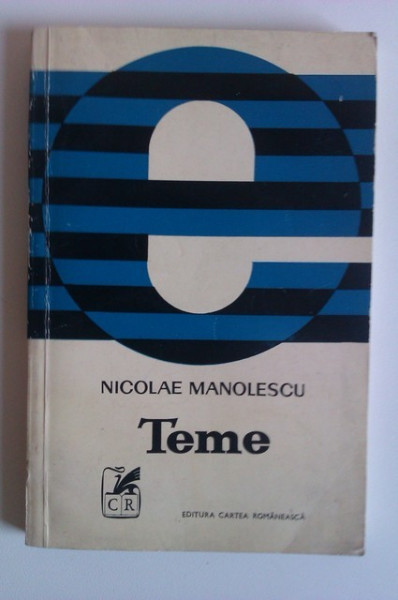 e
NICOLAE MANOLESCU
Teme
CR
EDITURA CARTEA ROMÂNEASCĂ